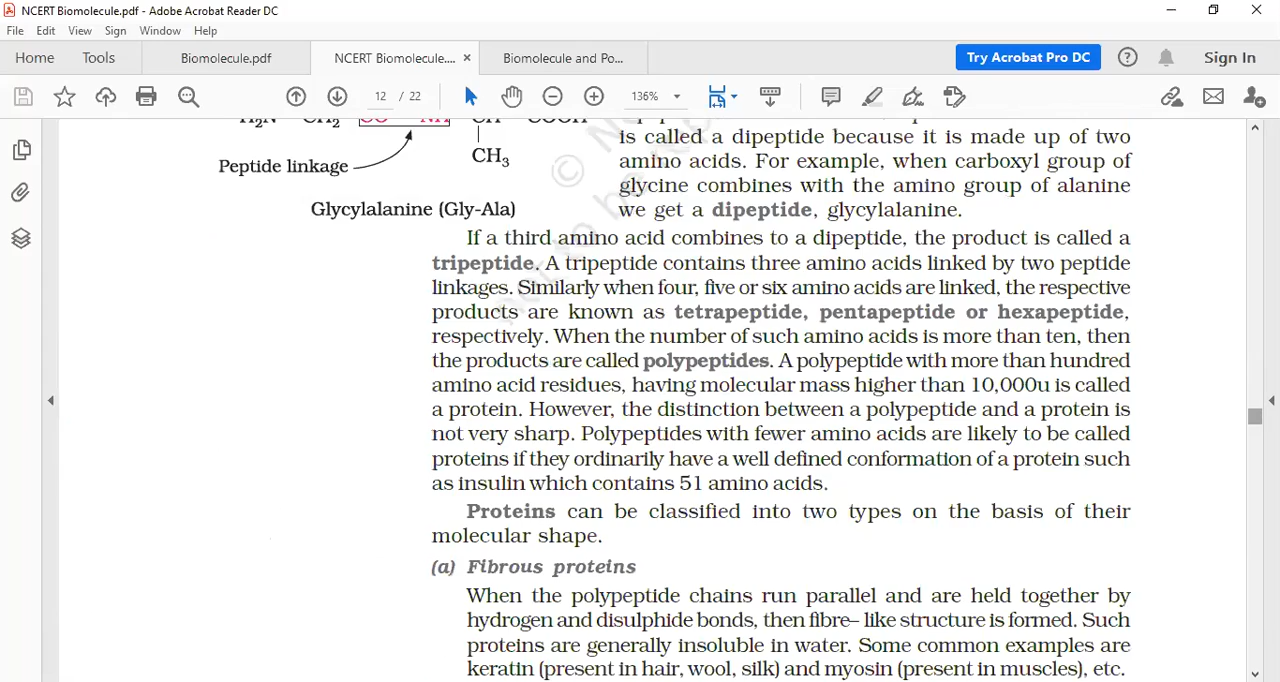 NCERT Biomolecule.pdf - Adobe Acrobat Reader DC
File Edit View Sign Window Help
Home Tools Biomolecule.pdf NCERT Biomolecule.... × Biomolecule and Po... Try Acrobat Pro DC Sign In
12 / 22 136%
is called a dipeptide because it is made up of two
CH₃
Peptide linkage
amino acids. For example, when carboxyl group of
glycine combines with the amino group of alanine
Glycylalanine (Gly-Ala)
we get a dipeptide, glycylalanine.
If a third amino acid combines to a dipeptide, the product is called a
tripeptide. A tripeptide contains three amino acids linked by two peptide
linkages. Similarly when four, five or six amino acids are linked, the respective
products are known as tetrapeptide, pentapeptide or hexapeptide,
respectively. When the number of such amino acids is more than ten, then
the products are called polypeptides. A polypeptide with more than hundred
amino acid residues, having molecular mass higher than 10,000u is called
a protein. However, the distinction between a polypeptide and a protein is
not very sharp. Polypeptides with fewer amino acids are likely to be called
proteins if they ordinarily have a well defined conformation of a protein such
as insulin which contains 51 amino acids.
Proteins can be classified into two types on the basis of their
molecular shape.
(a) Fibrous proteins
When the polypeptide chains run parallel and are held together by
hydrogen and disulphide bonds, then fibre– like structure is formed. Such
proteins are generally insoluble in water. Some common examples are
keratin (present in hair, wool, silk) and myosin (present in muscles), etc.